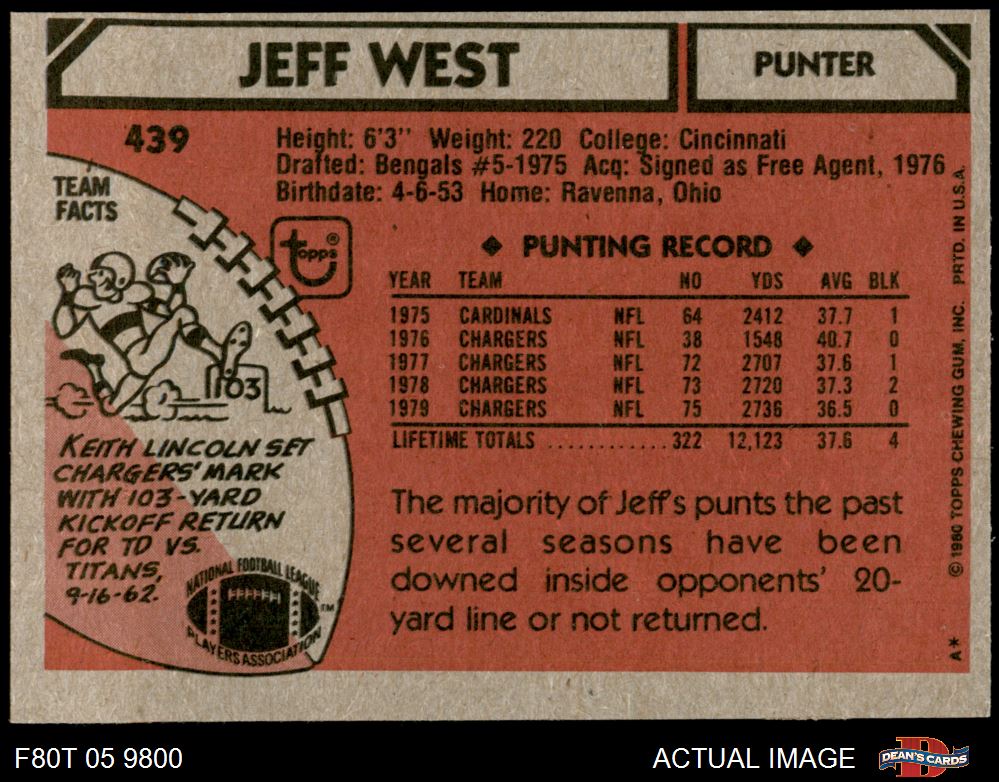 JEFF WEST
PUNTER
439
Height: 6'3" Weight: 220 College: Cincinnati
Drafted: Bengals #5-1975 Acq: Signed as Free Agent, 1976
Birthdate: 4-6-53 Home: Ravenna, Ohio
TEAM
FACTS
topps®
103
KEITH LINCOLN SET
CHARGERS' MARK
WITH 103-YARD
KICKOFF RETURN
FOR TD VS.
TITANS,
9-16-62.
NATIONAL FOOTBALL LEAGUE
PLAYERS ASSOCIATION
TM
◆ PUNTING RECORD ◆
YEAR TEAM NO YDS AVG BLK
1975 CARDINALS NFL 64 2412 37.7 1
1976 CHARGERS NFL 38 1548 40.7 0
1977 CHARGERS NFL 72 2707 37.6 1
1978 CHARGERS NFL 73 2720 37.3 2
1979 CHARGERS NFL 75 2736 36.5 0
LIFETIME TOTALS ............ 322 12,123 37.6 4
The majority of Jeff's punts the past
several seasons have been
downed inside opponents' 20-
yard line or not returned.
A* © 1980 TOPPS CHEWING GUM, INC. PRTD. IN U.S.A.
F80T 05 9800
ACTUAL IMAGE
D
DEAN'S CARDS